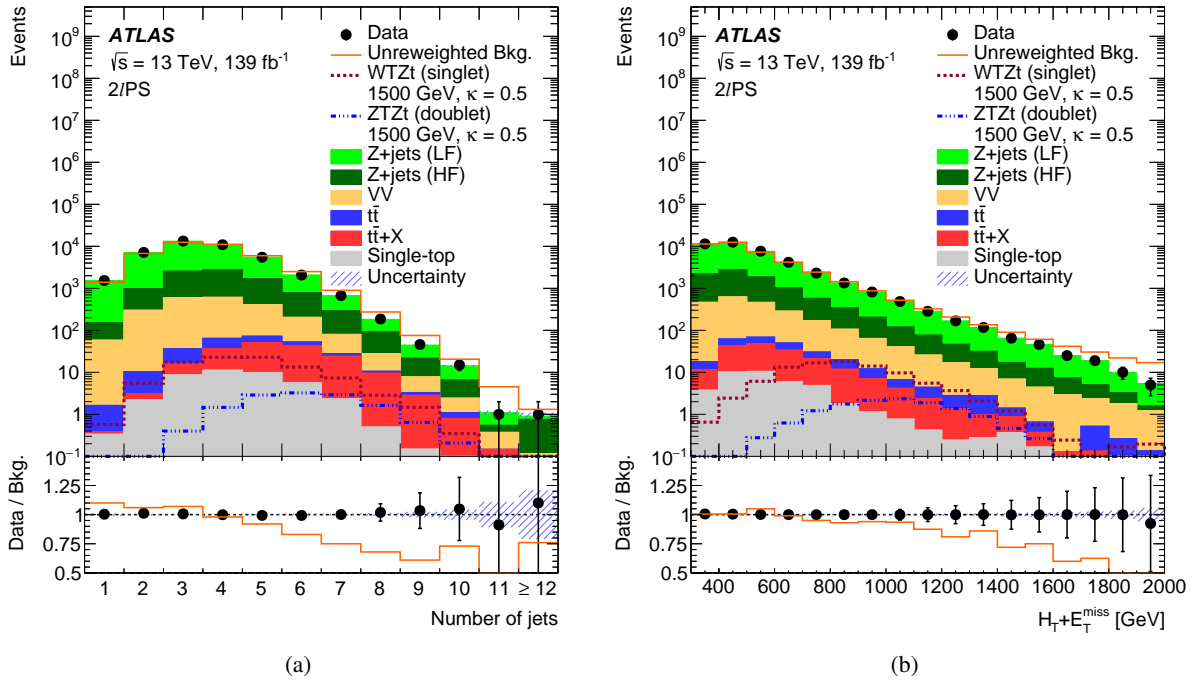 Events
ATLAS
√s = 13 TeV, 139 fb⁻¹
2lPS
Data
Unreweighted Bkg.
WTZt (singlet)
1500 GeV, κ = 0.5
ZTZt (doublet)
1500 GeV, κ = 0.5
Z+jets (LF)
Z+jets (HF)
VV
tt̄
tt̄+X
Single-top
Uncertainty
10⁹
10⁸
10⁷
10⁶
10⁵
10⁴
10³
10²
10
1
10⁻¹
Data / Bkg.
1.25
1
0.75
0.5
1 2 3 4 5 6 7 8 9 10 11 ≥ 12
Number of jets
(a)
Events
ATLAS
√s = 13 TeV, 139 fb⁻¹
2lPS
Data
Unreweighted Bkg.
WTZt (singlet)
1500 GeV, κ = 0.5
ZTZt (doublet)
1500 GeV, κ = 0.5
Z+jets (LF)
Z+jets (HF)
VV
tt̄
tt̄+X
Single-top
Uncertainty
10⁹
10⁸
10⁷
10⁶
10⁵
10⁴
10³
10²
10
1
10⁻¹
Data / Bkg.
1.25
1
0.75
0.5
400 600 800 1000 1200 1400 1600 1800 2000
H_T+E_T^miss [GeV]
(b)